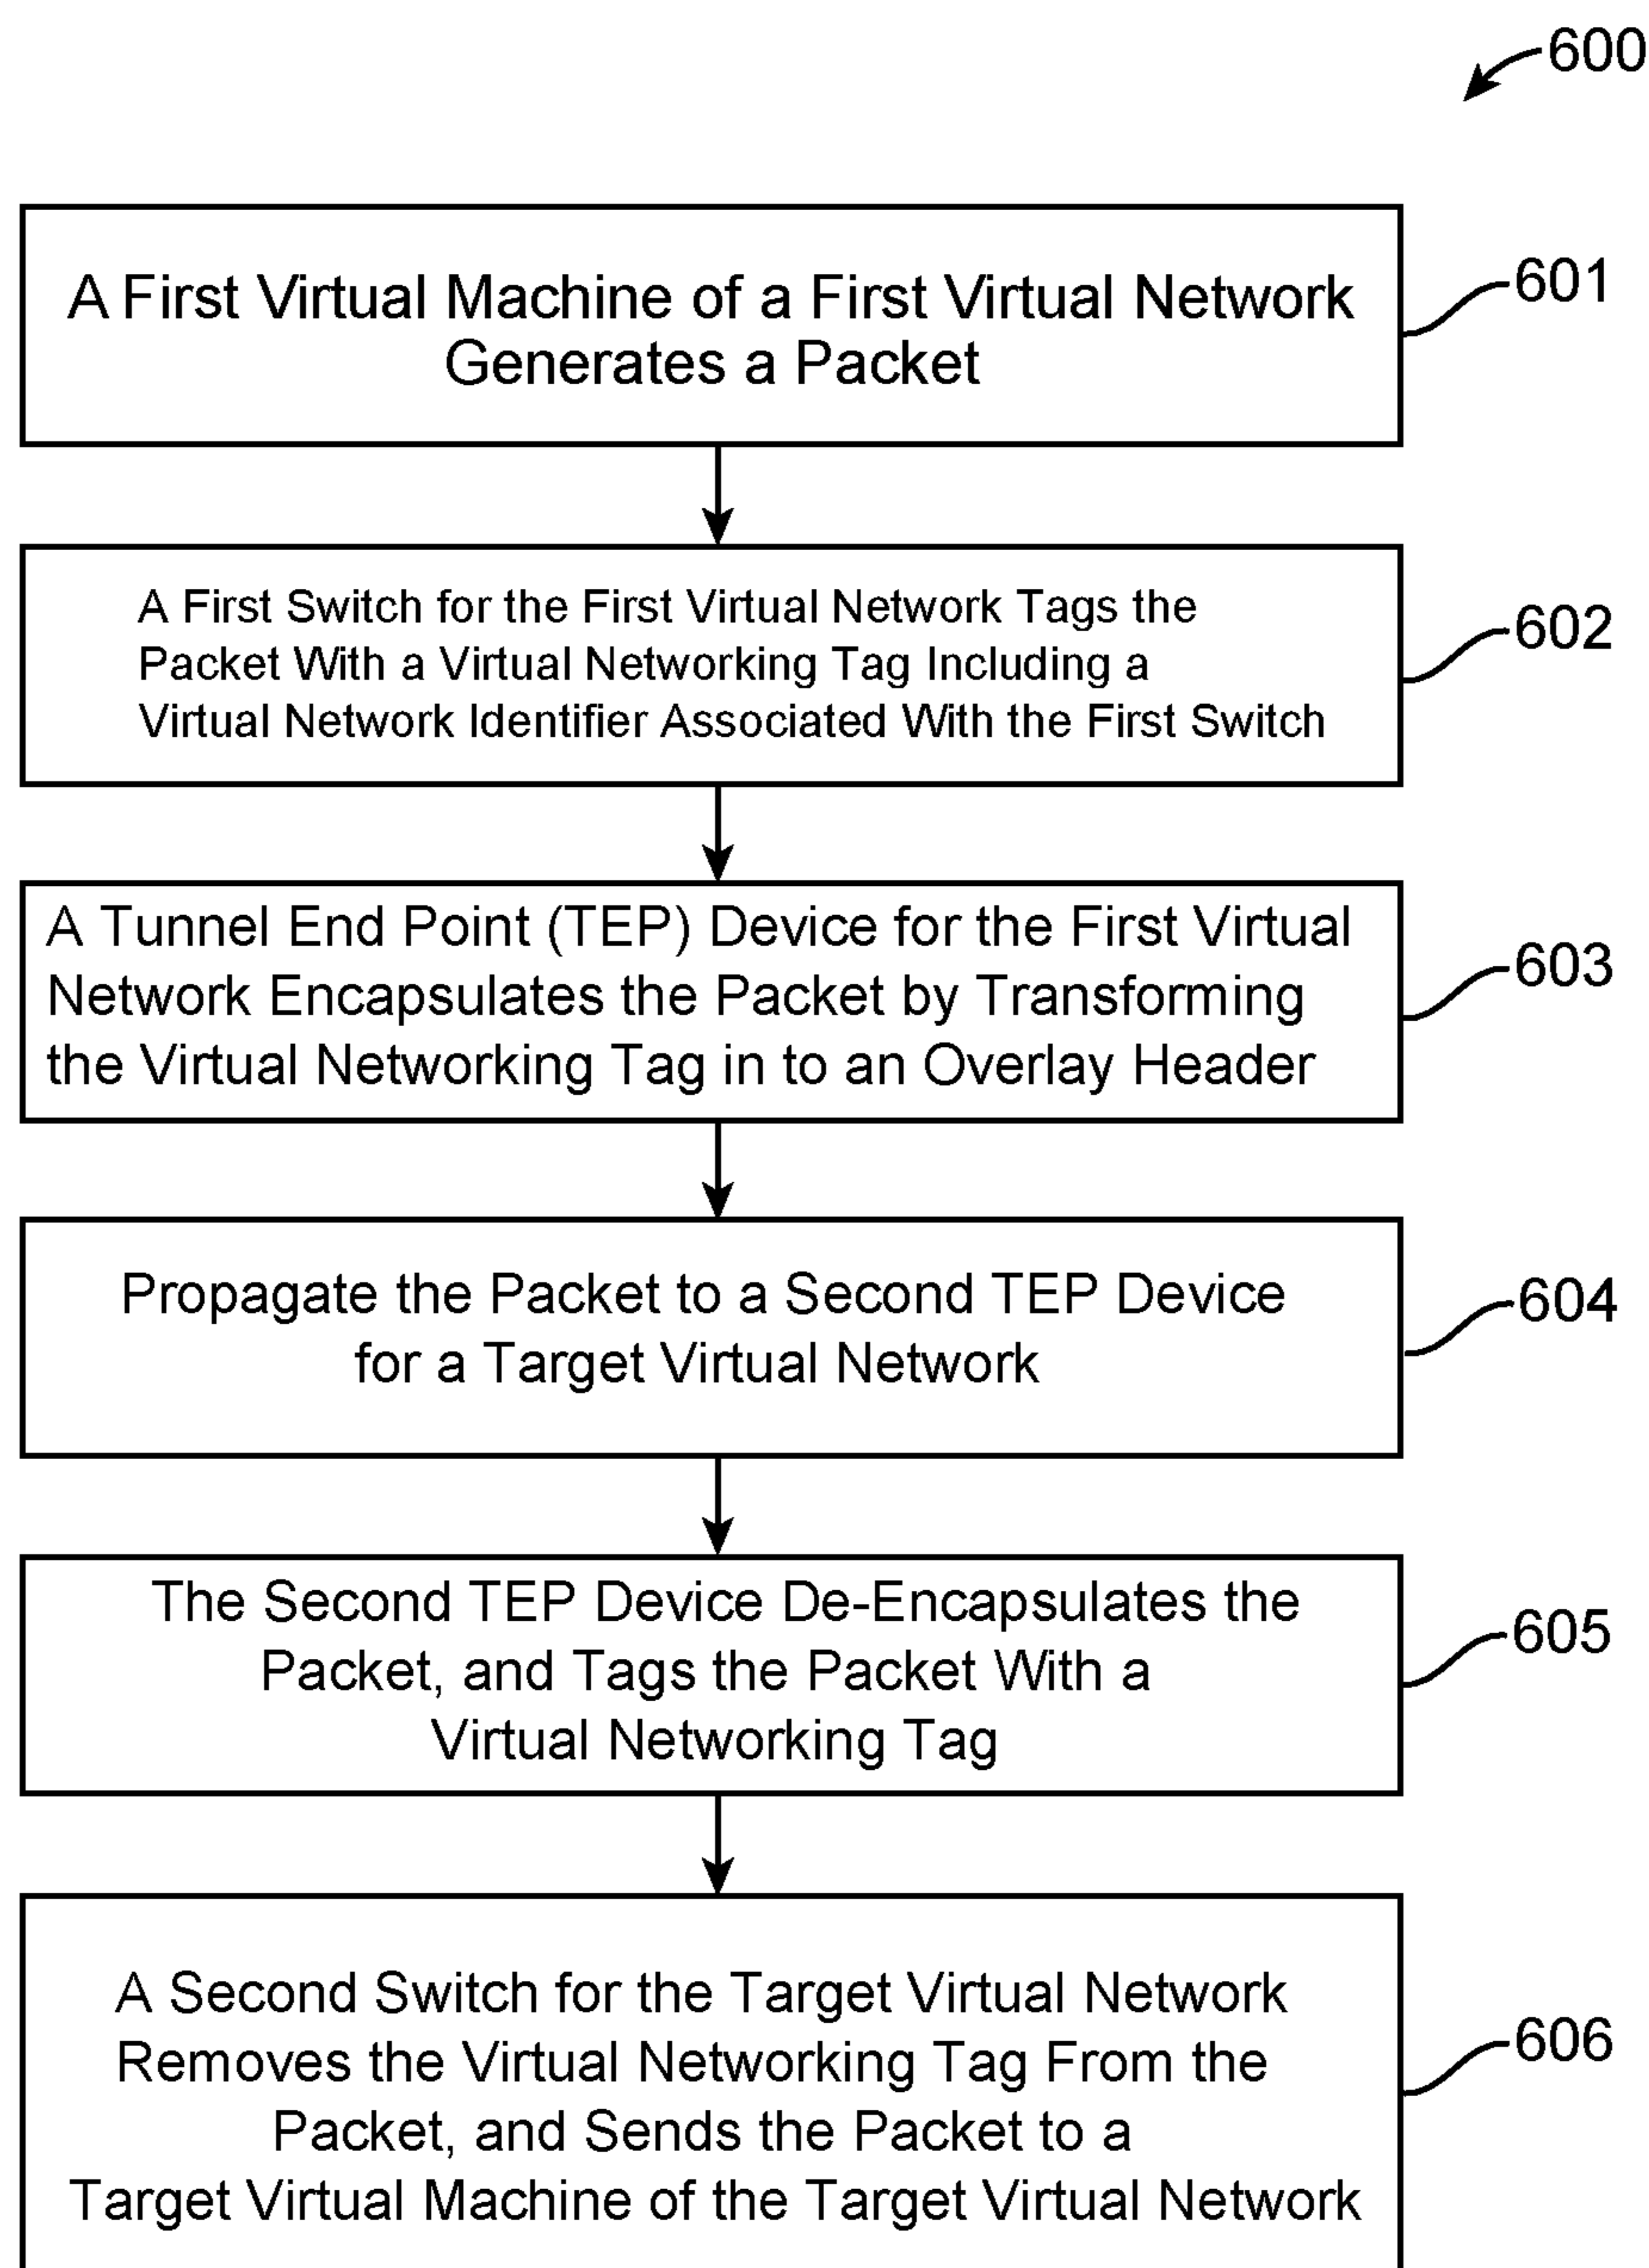 600
A First Virtual Machine of a First Virtual Network
Generates a Packet
601
A First Switch for the First Virtual Network Tags the
Packet With a Virtual Networking Tag Including a
Virtual Network Identifier Associated With the First Switch
602
A Tunnel End Point (TEP) Device for the First Virtual
Network Encapsulates the Packet by Transforming
the Virtual Networking Tag in to an Overlay Header
603
Propagate the Packet to a Second TEP Device
for a Target Virtual Network
604
The Second TEP Device De-Encapsulates the
Packet, and Tags the Packet With a
Virtual Networking Tag
605
A Second Switch for the Target Virtual Network
Removes the Virtual Networking Tag From the
Packet, and Sends the Packet to a
Target Virtual Machine of the Target Virtual Network
606